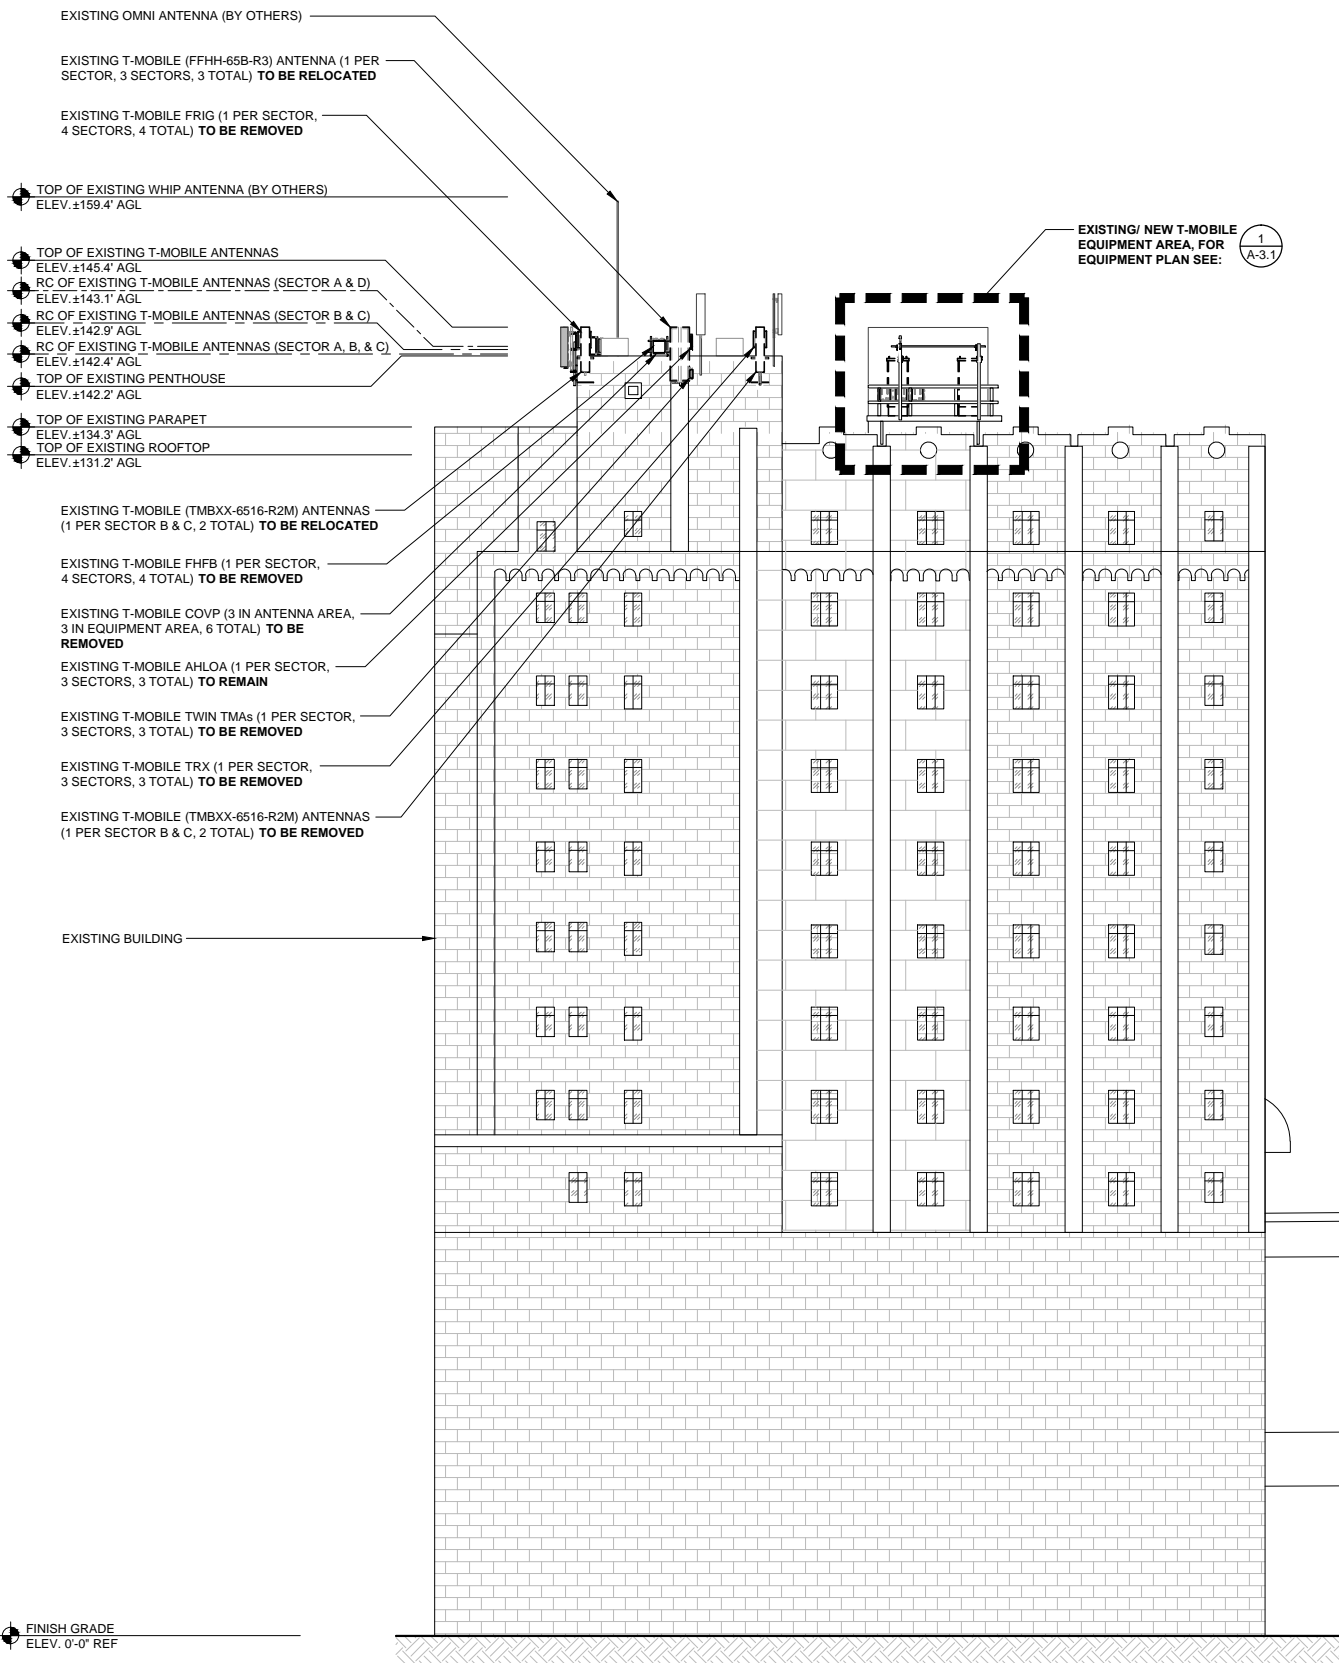 EXISTING OMNI ANTENNA (BY OTHERS)
EXISTING T-MOBILE (FFHH-65B-R3) ANTENNA (1 PER
SECTOR, 3 SECTORS, 3 TOTAL) TO BE RELOCATED
EXISTING T-MOBILE FRIG (1 PER SECTOR,
4 SECTORS, 4 TOTAL) TO BE REMOVED
TOP OF EXISTING WHIP ANTENNA (BY OTHERS)
ELEV.±159.4' AGL
EXISTING/ NEW T-MOBILE
EQUIPMENT AREA, FOR
EQUIPMENT PLAN SEE:
1
A-3.1
TOP OF EXISTING T-MOBILE ANTENNAS
ELEV.±145.4' AGL
RC OF EXISTING T-MOBILE ANTENNAS (SECTOR A & D)
ELEV.±143.1' AGL
RC OF EXISTING T-MOBILE ANTENNAS (SECTOR B & C)
ELEV.±142.9' AGL
RC OF EXISTING T-MOBILE ANTENNAS (SECTOR A, B, & C)
ELEV.±142.4' AGL
TOP OF EXISTING PENTHOUSE
ELEV.±142.2' AGL
TOP OF EXISTING PARAPET
ELEV.±134.3' AGL
TOP OF EXISTING ROOFTOP
ELEV.±131.2' AGL
EXISTING T-MOBILE (TMBXX-6516-R2M) ANTENNAS
(1 PER SECTOR B & C, 2 TOTAL) TO BE RELOCATED
EXISTING T-MOBILE FHFB (1 PER SECTOR,
4 SECTORS, 4 TOTAL) TO BE REMOVED
EXISTING T-MOBILE COVP (3 IN ANTENNA AREA,
3 IN EQUIPMENT AREA, 6 TOTAL) TO BE
REMOVED
EXISTING T-MOBILE AHLOA (1 PER SECTOR,
3 SECTORS, 3 TOTAL) TO REMAIN
EXISTING T-MOBILE TWIN TMAs (1 PER SECTOR,
3 SECTORS, 3 TOTAL) TO BE REMOVED
EXISTING T-MOBILE TRX (1 PER SECTOR,
3 SECTORS, 3 TOTAL) TO BE REMOVED
EXISTING T-MOBILE (TMBXX-6516-R2M) ANTENNAS
(1 PER SECTOR B & C, 2 TOTAL) TO BE REMOVED
EXISTING BUILDING
FINISH GRADE
ELEV. 0'-0" REF